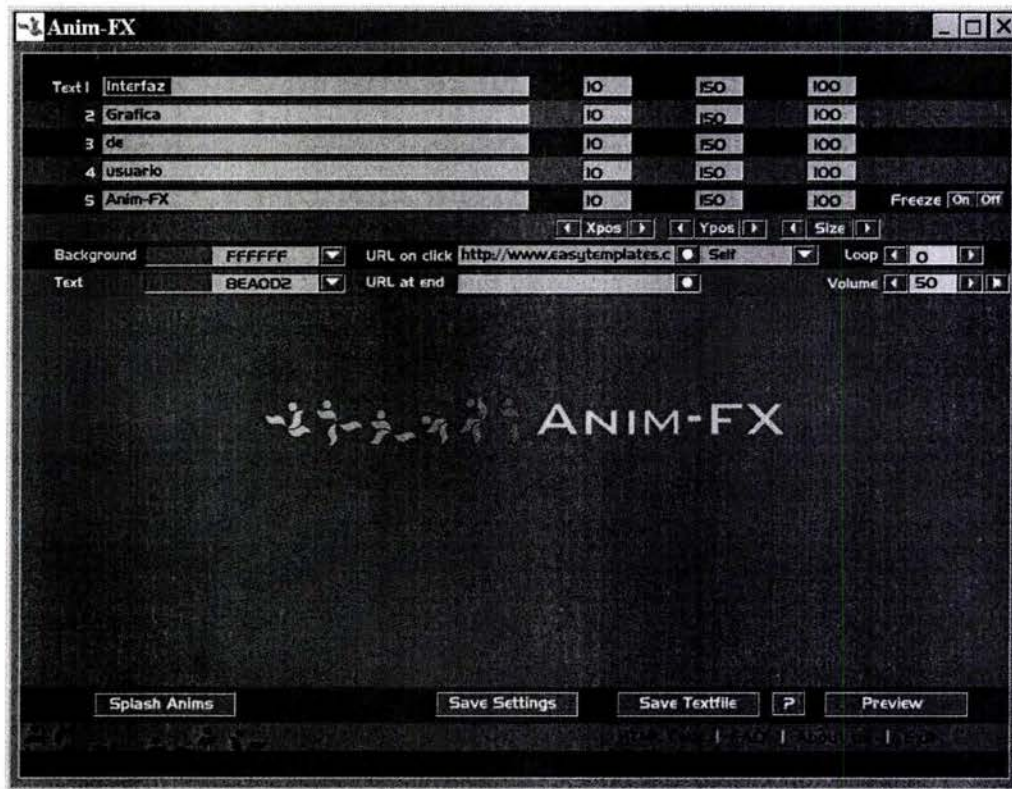 Anim-FX
Text 1 Interfaz 10 150 100
2 Grafica 10 150 100
3 de 10 150 100
4 usuario 10 150 100
5 Anim-FX 10 150 100 Freeze On Off
Xpos Ypos Size
Background FFFFFF URL on click http://www.easytemplates.c Self Loop 0
Text 8EA0D2 URL at end Volume 50
ANIM-FX
Splash Anims Save Settings Save Textfile ? Preview